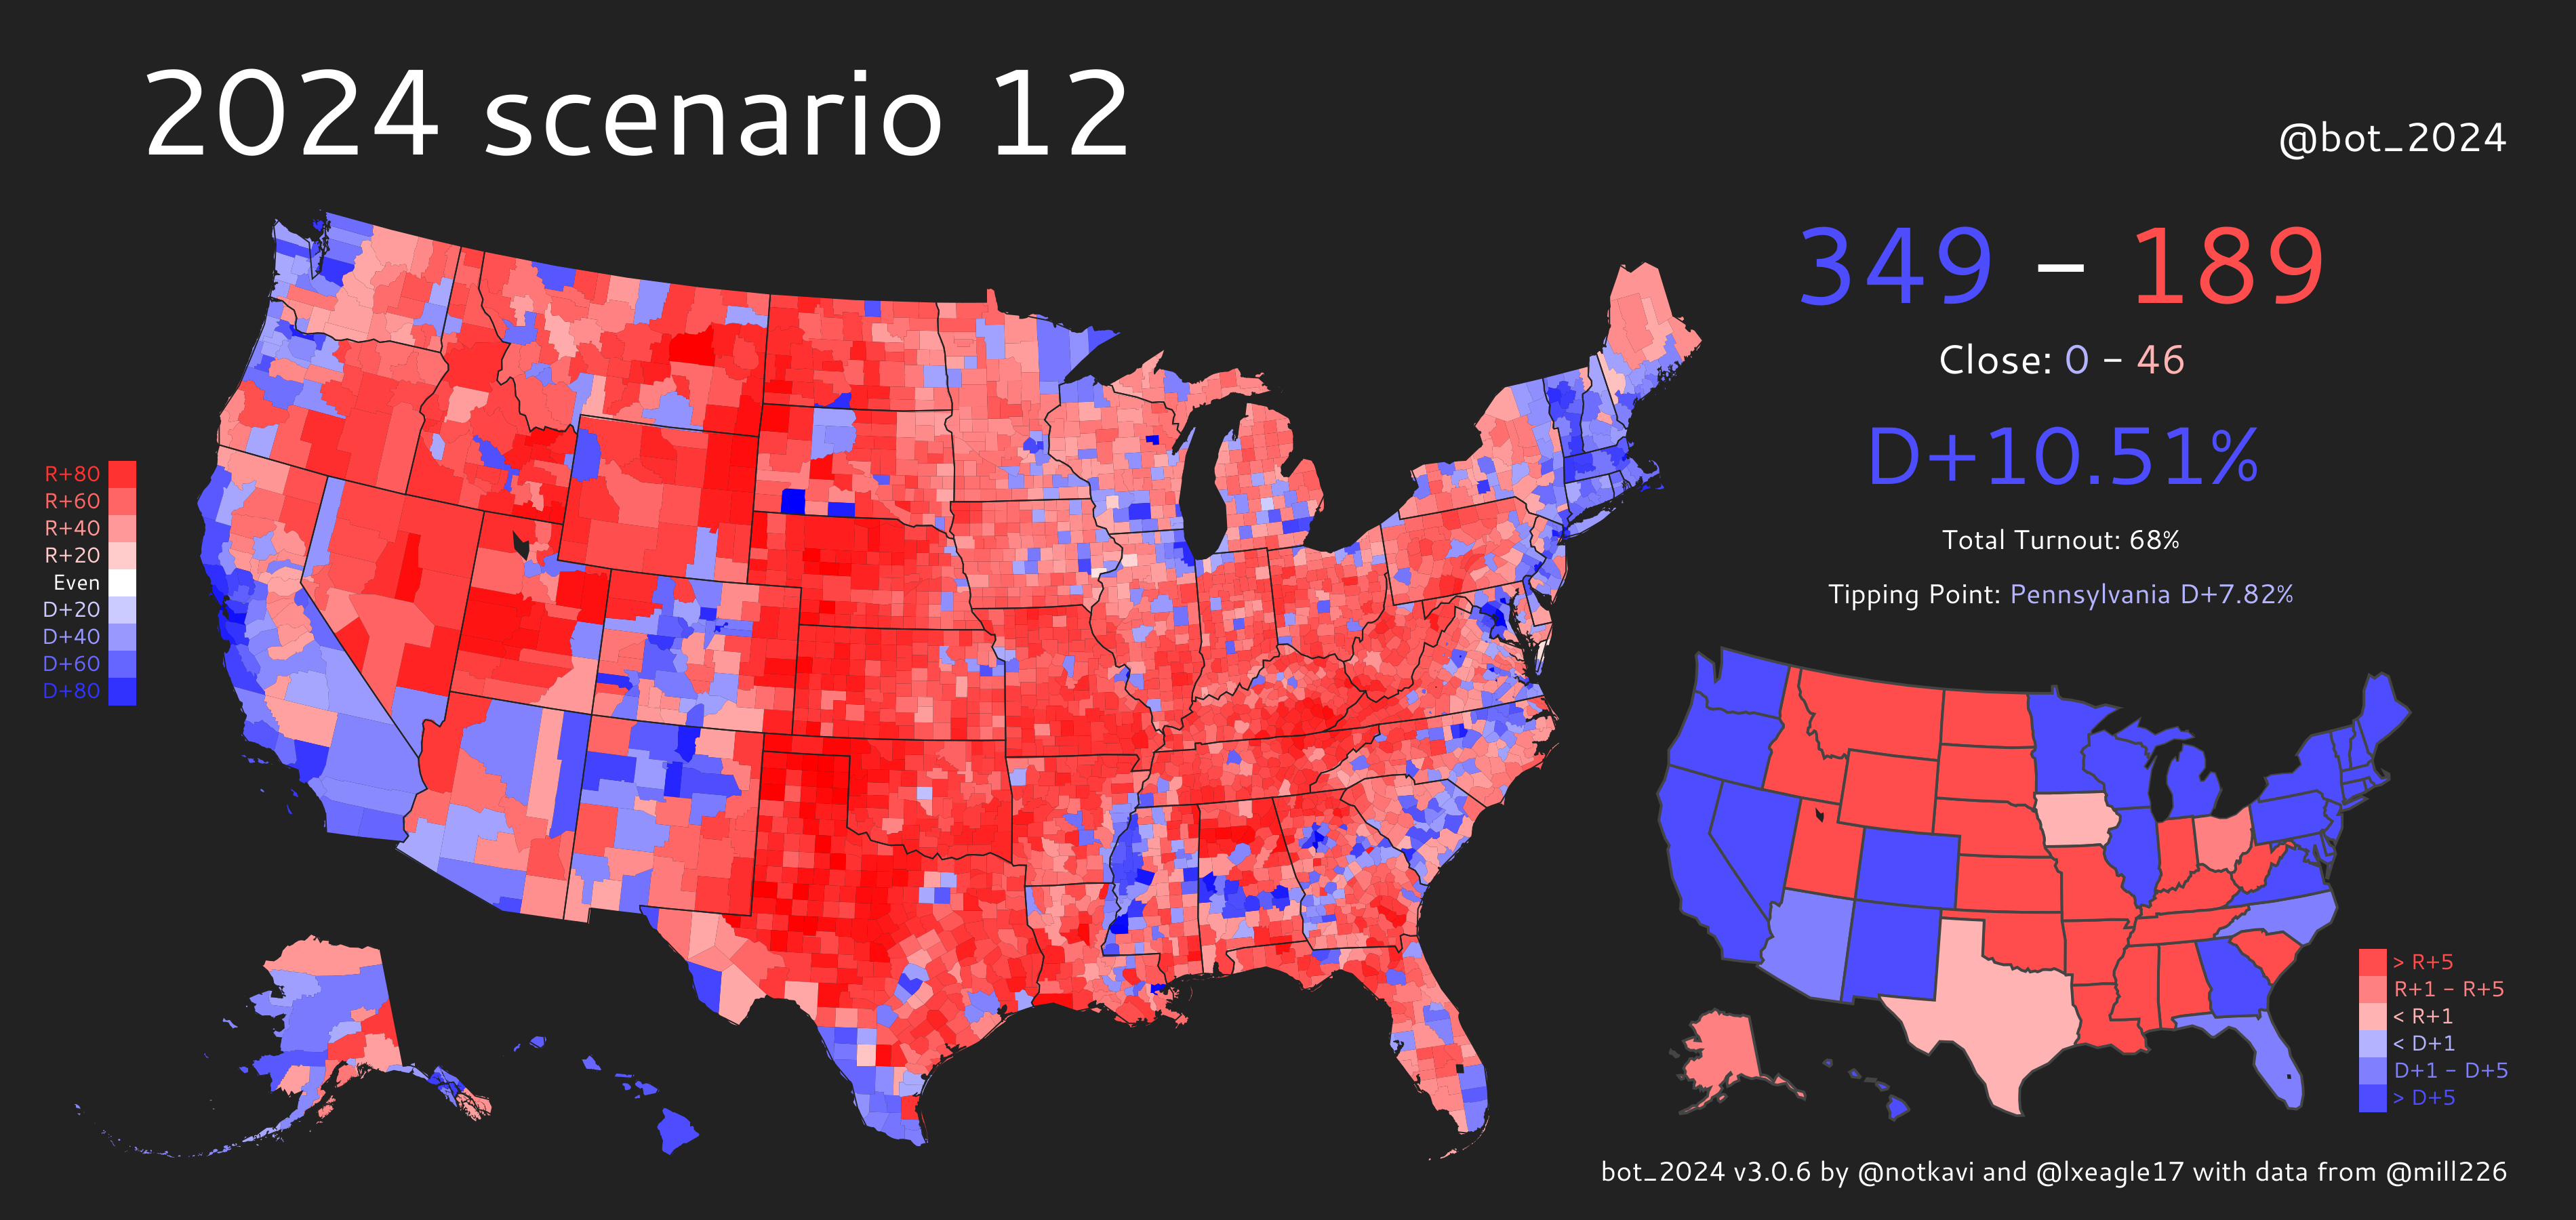 2024 scenario 12
@bot_2024
349 – 189
Close: 0 – 46
D+10.51%
Total Turnout: 68%
Tipping Point: Pennsylvania D+7.82%
R+80
R+60
R+40
R+20
Even
D+20
D+40
D+60
D+80
> R+5
R+1 - R+5
< R+1
< D+1
D+1 - D+5
> D+5
bot_2024 v3.0.6 by @notkavi and @lxeagle17 with data from @mill226